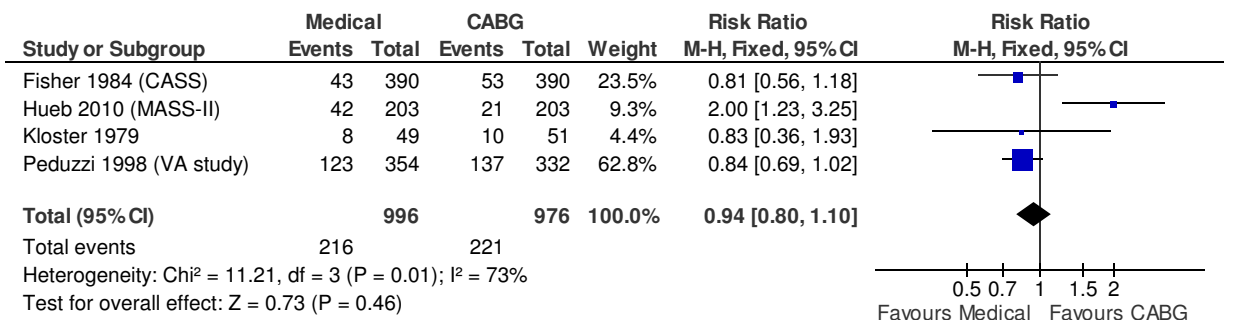 Medical CABG Risk Ratio Risk Ratio
Study or Subgroup Events Total Events Total Weight M-H, Fixed, 95% CI M-H, Fixed, 95% CI
Fisher 1984 (CASS) 43 390 53 390 23.5% 0.81 [0.56, 1.18]
Hueb 2010 (MASS-II) 42 203 21 203 9.3% 2.00 [1.23, 3.25]
Kloster 1979 8 49 10 51 4.4% 0.83 [0.36, 1.93]
Peduzzi 1998 (VA study) 123 354 137 332 62.8% 0.84 [0.69, 1.02]
Total (95% CI) 996 976 100.0% 0.94 [0.80, 1.10]
Total events 216 221
Heterogeneity: Chi² = 11.21, df = 3 (P = 0.01); I² = 73%
Test for overall effect: Z = 0.73 (P = 0.46)
0.5 0.7 1 1.5 2
Favours Medical Favours CABG